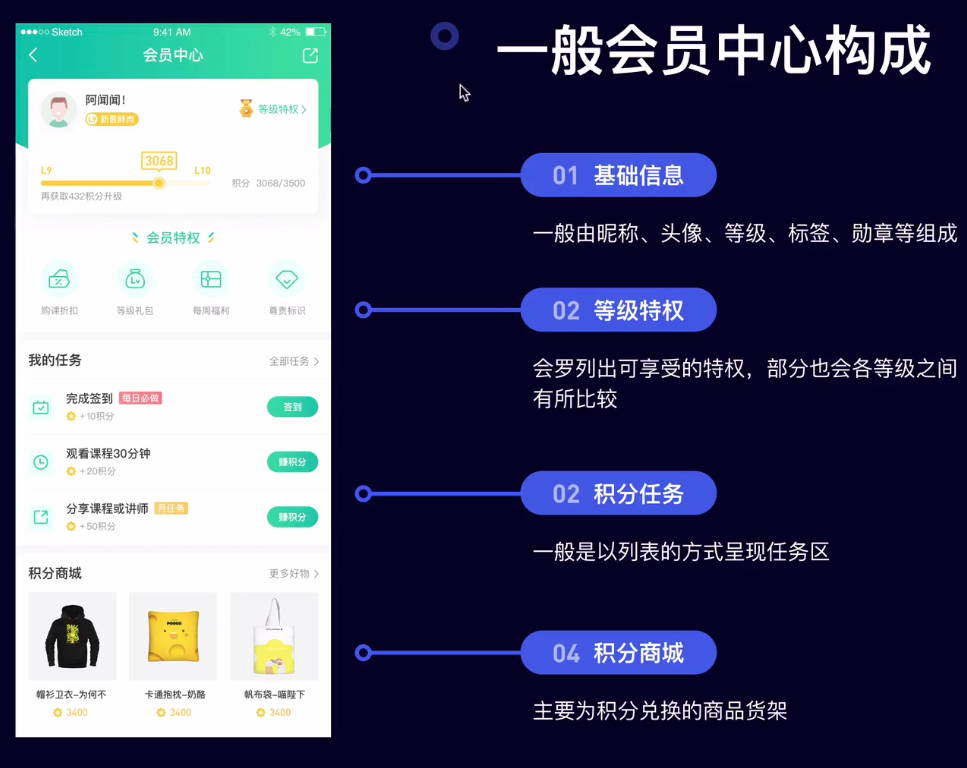 Sketch 9:41 AM 42%
会员中心
阿闻闻!
L9 新晋鲜肉
等级特权
3068
L9 L10
积分 3068/3500
再获取432积分升级
会员特权
购课折扣 等级礼包 每周福利 尊贵标识
我的任务 全部任务
完成签到 每日必做
+10积分
签到
观看课程30分钟
+20积分
赚积分
分享课程或讲师 月任务
+50积分
赚积分
积分商城 更多好物
帽衫卫衣-为何不 卡通抱枕-奶酪 帆布袋-喵陛下
3400 3400 3400
一般会员中心构成
01 基础信息
一般由昵称、头像、等级、标签、勋章等组成
02 等级特权
会罗列出可享受的特权，部分也会各等级之间
有所比较
02 积分任务
一般是以列表的方式呈现任务区
04 积分商城
主要为积分兑换的商品货架